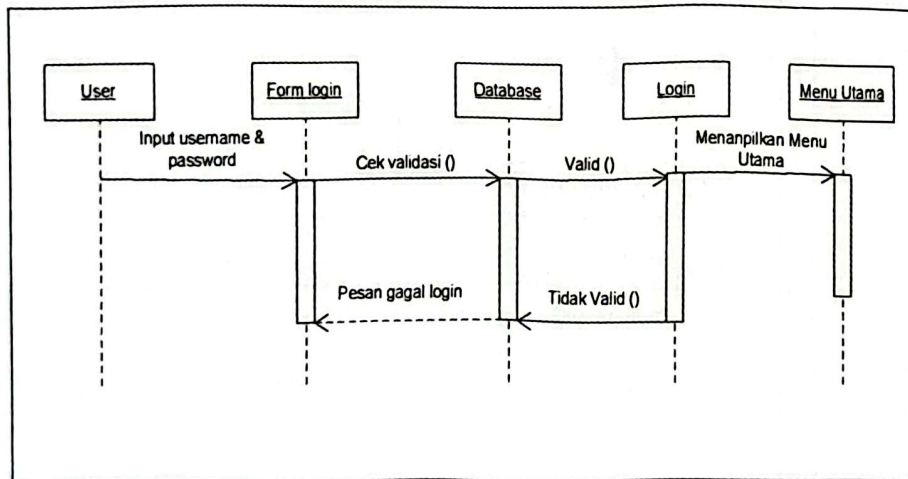 User
Form login
Database
Login
Menu Utama
Input username &
password
Cek validasi ()
Valid ()
Menanpilkan Menu
Utama
Pesan gagal login
Tidak Valid ()